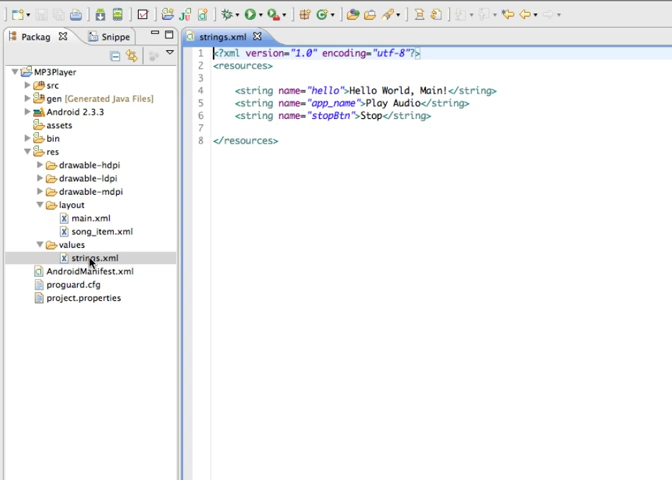 Packag
Snippe
strings.xml
MP3Player
src
gen [Generated Java Files]
Android 2.3.3
assets
bin
res
drawable-hdpi
drawable-ldpi
drawable-mdpi
layout
main.xml
song_item.xml
values
strings.xml
AndroidManifest.xml
proguard.cfg
project.properties
1 <?xml version="1.0" encoding="utf-8"?>
2 <resources>
3
4 <string name="hello">Hello World, Main!</string>
5 <string name="app_name">Play Audio</string>
6 <string name="stopBtn">Stop</string>
7
8 </resources>